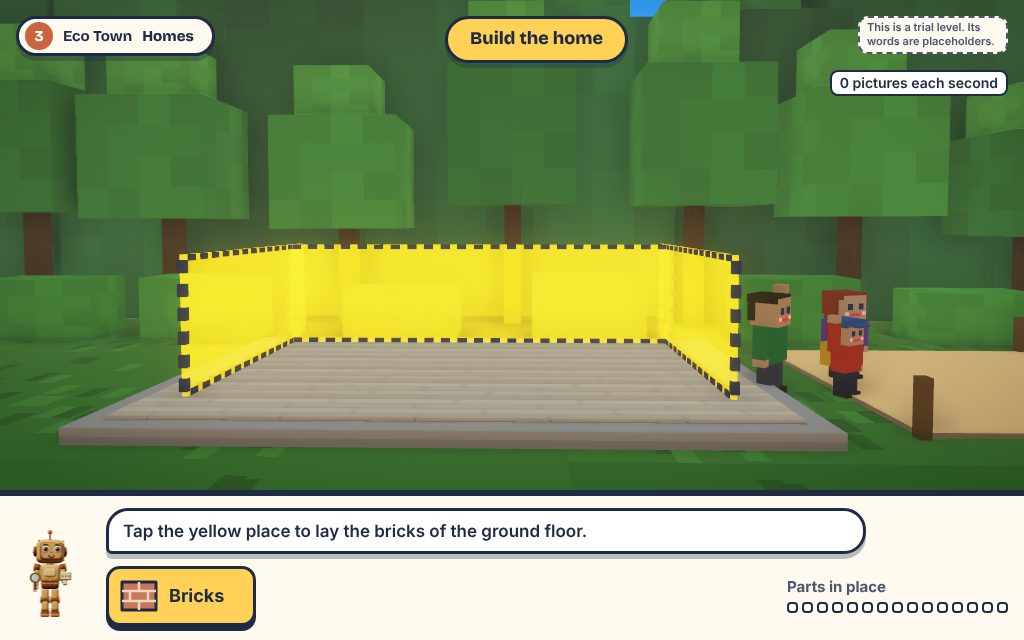 3 Eco Town Homes
Build the home
This is a trial level. Its
words are placeholders.
0 pictures each second
Tap the yellow place to lay the bricks of the ground floor.
Bricks
Parts in place